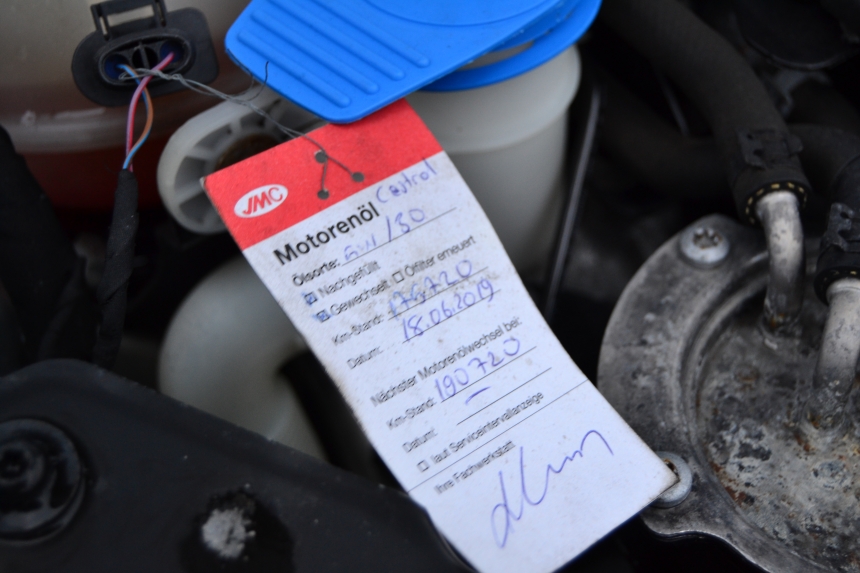 JMC
Motorenöl Castrol
Ölsorte: 5W/30
Nachgefüllt
Gewechselt Ölfilter erneuert
Km-Stand: 174720
Datum: 18.06.2019
Nächster Motorenölwechsel bei:
Km-Stand: 190720
Datum: –
laut Serviceintervallanzeige
Ihre Fachwerkstatt